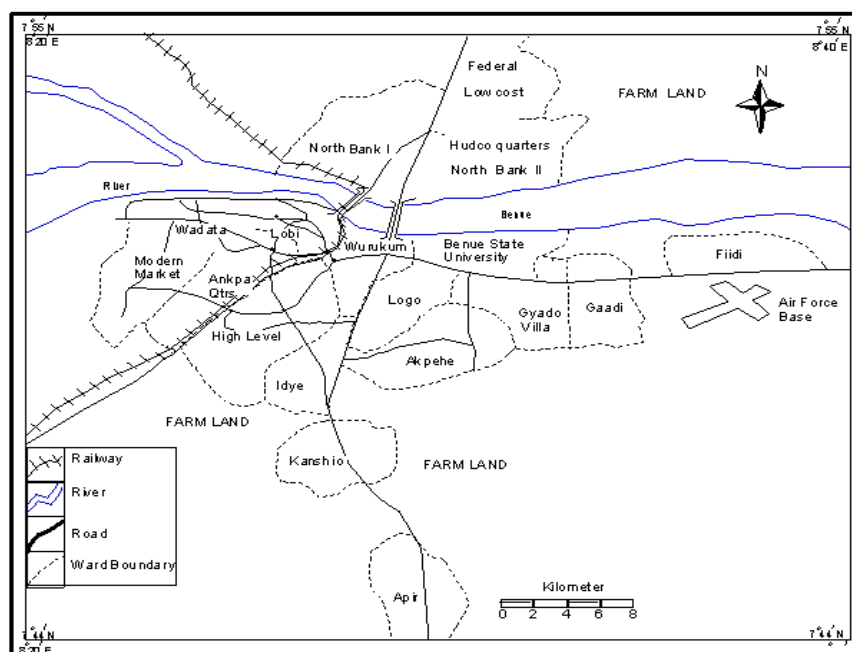 7°55 N
8°20 E
7°55 N
8°40 E
Federal
Low cost
FARM LAND
N
North Bank I
Hudco quarters
North Bank II
River
Benue
Wadata
Lobi
Wurukum
Benue State
University
Fiidi
Modern
Market
Ankpa
Qtrs
Logo
Gyado
Villa
Gaadi
Air Force
Base
High Level
Akpehe
Idye
FARM LAND
Kanshio
FARM LAND
Railway
River
Road
Ward Boundary
Apir
Kilometer
0 2 4 6 8
7°44 N
8°20 E
7°44 N